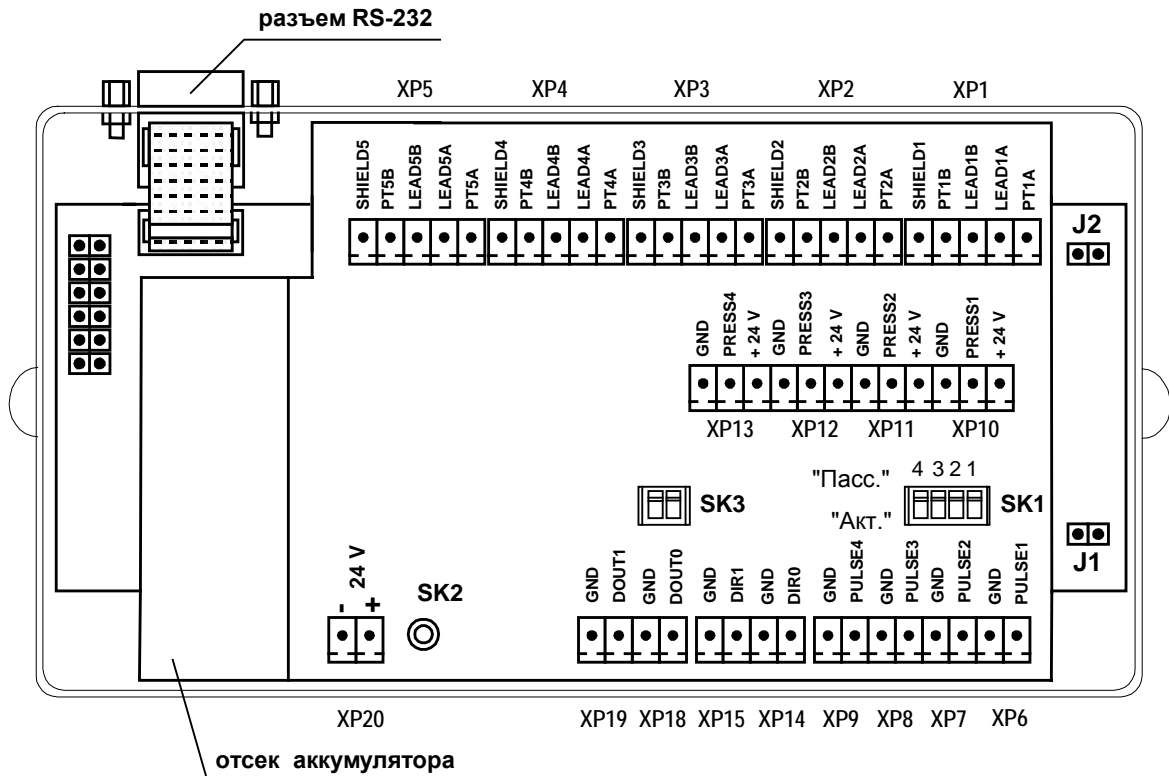 разъем RS-232
XP5 XP4 XP3 XP2 XP1
SHIELD5 PT5B LEAD5B LEAD5A PT5A SHIELD4 PT4B LEAD4B LEAD4A PT4A SHIELD3 PT3B LEAD3B LEAD3A PT3A SHIELD2 PT2B LEAD2B LEAD2A PT2A SHIELD1 PT1B LEAD1B LEAD1A PT1A
J2
GND PRESS4 + 24 V GND PRESS3 + 24 V GND PRESS2 + 24 V GND PRESS1 + 24 V
XP13 XP12 XP11 XP10
"Пасс." 4 3 2 1
SK3 SK1
"Акт."
J1
- + 24 V
SK2
GND DOUT1 GND DOUT0 GND DIR1 GND DIR0 GND PULSE4 GND PULSE3 GND PULSE2 GND PULSE1
XP20 XP19 XP18 XP15 XP14 XP9 XP8 XP7 XP6
отсек аккумулятора